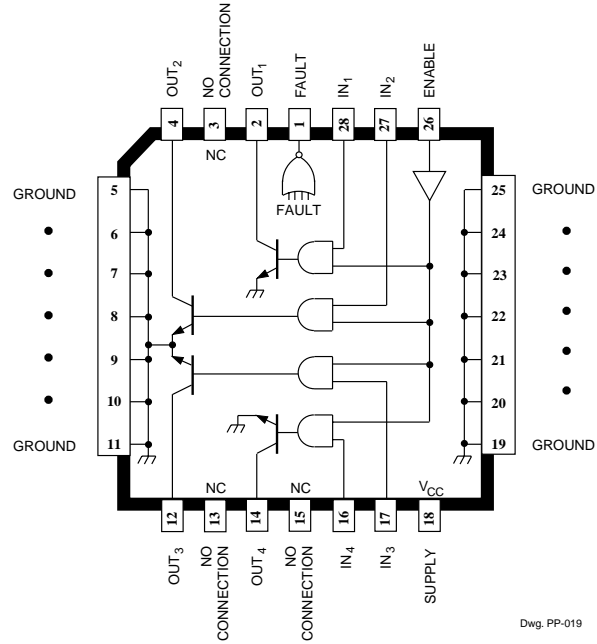 OUT2
NO CONNECTION
OUT1
FAULT
IN1
IN2
ENABLE
4
3
2
1
28
27
26
NC
FAULT
GROUND
5
25
GROUND
6
24
7
23
8
22
9
21
10
20
GROUND
11
19
GROUND
NC
NC
VCC
12
13
14
15
16
17
18
OUT3
NO CONNECTION
OUT4
NO CONNECTION
IN4
IN3
SUPPLY
Dwg. PP-019